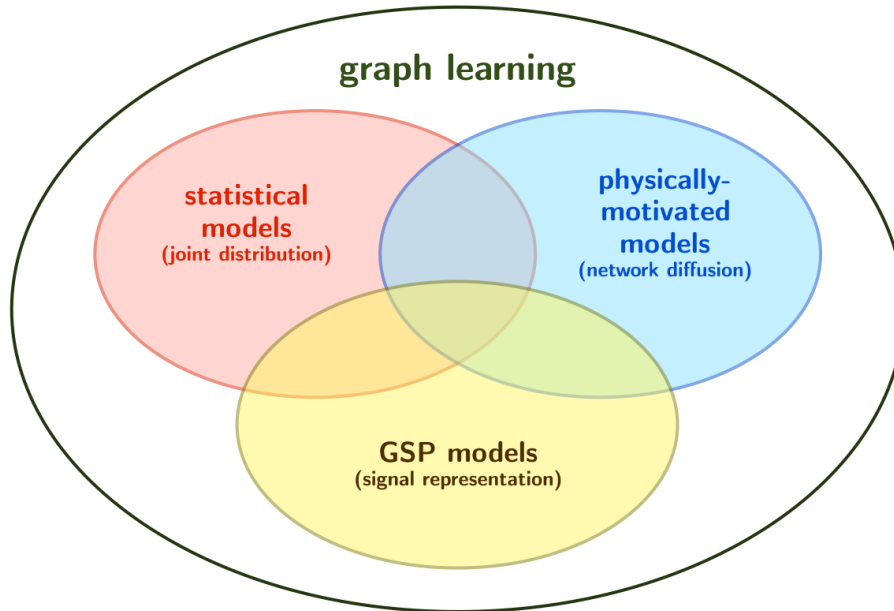 graph learning
statistical
models
(joint distribution)
physically-
motivated
models
(network diffusion)
GSP models
(signal representation)